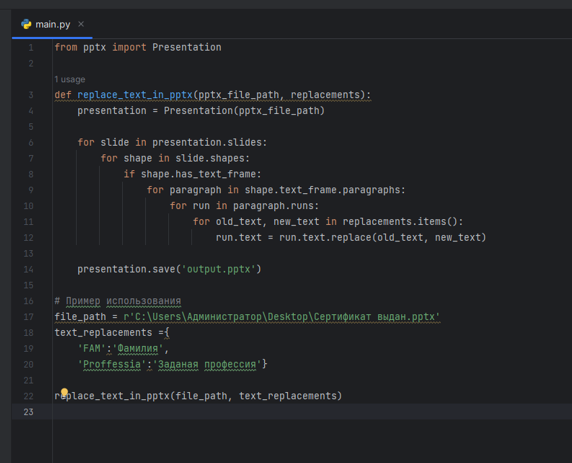 main.py
1 from pptx import Presentation
2
1 usage
3 def replace_text_in_pptx(pptx_file_path, replacements):
4     presentation = Presentation(pptx_file_path)
5
6     for slide in presentation.slides:
7         for shape in slide.shapes:
8             if shape.has_text_frame:
9                 for paragraph in shape.text_frame.paragraphs:
10                     for run in paragraph.runs:
11                         for old_text, new_text in replacements.items():
12                             run.text = run.text.replace(old_text, new_text)
13
14     presentation.save('output.pptx')
15
16 # Пример использования
17 file_path = r'C:\Users\Администратор\Desktop\Сертификат выдан.pptx'
18 text_replacements ={
19     'FAM':'Фамилия',
20     'Proffessia':'Заданая профессия'}
21
22 replace_text_in_pptx(file_path, text_replacements)
23